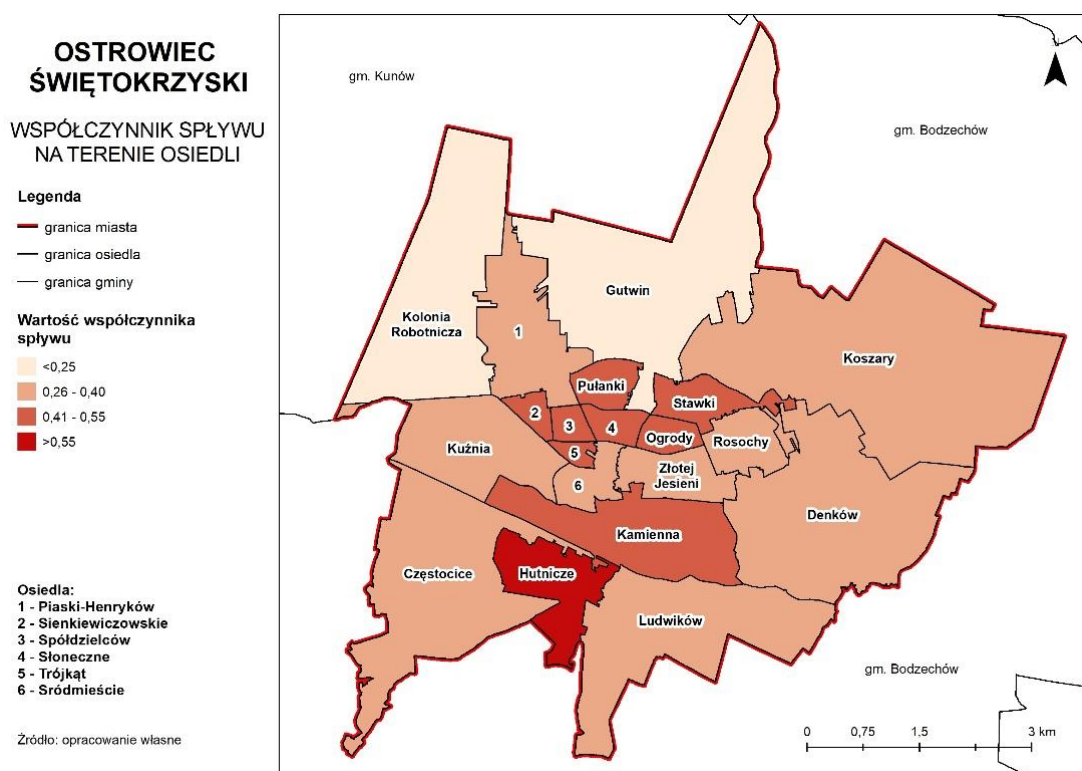 OSTROWIEC
ŚWIĘTOKRZYSKI
WSPÓŁCZYNNIK SPŁYWU
NA TERENIE OSIEDLI
Legenda
granica miasta
granica osiedla
granica gminy
Wartość współczynnika
spływu
<0,25
0,26 - 0,40
0,41 - 0,55
>0,55
Osiedla:
1 - Piaski-Henryków
2 - Sienkiewiczowskie
3 - Spółdzielców
4 - Słoneczne
5 - Trójkąt
6 - Śródmieście
Źródło: opracowanie własne
gm. Kunów
gm. Bodzechów
Gutwin
Kolonia
Robotnicza
1
Koszary
Pułanki
Stawki
2
3
4
Ogrody
Rosochy
Kuźnia
5
6
Złotej
Jesieni
Denków
Kamienna
Częstocice
Hutnicze
Ludwików
gm. Bodzechów
0 0,75 1,5 3 km